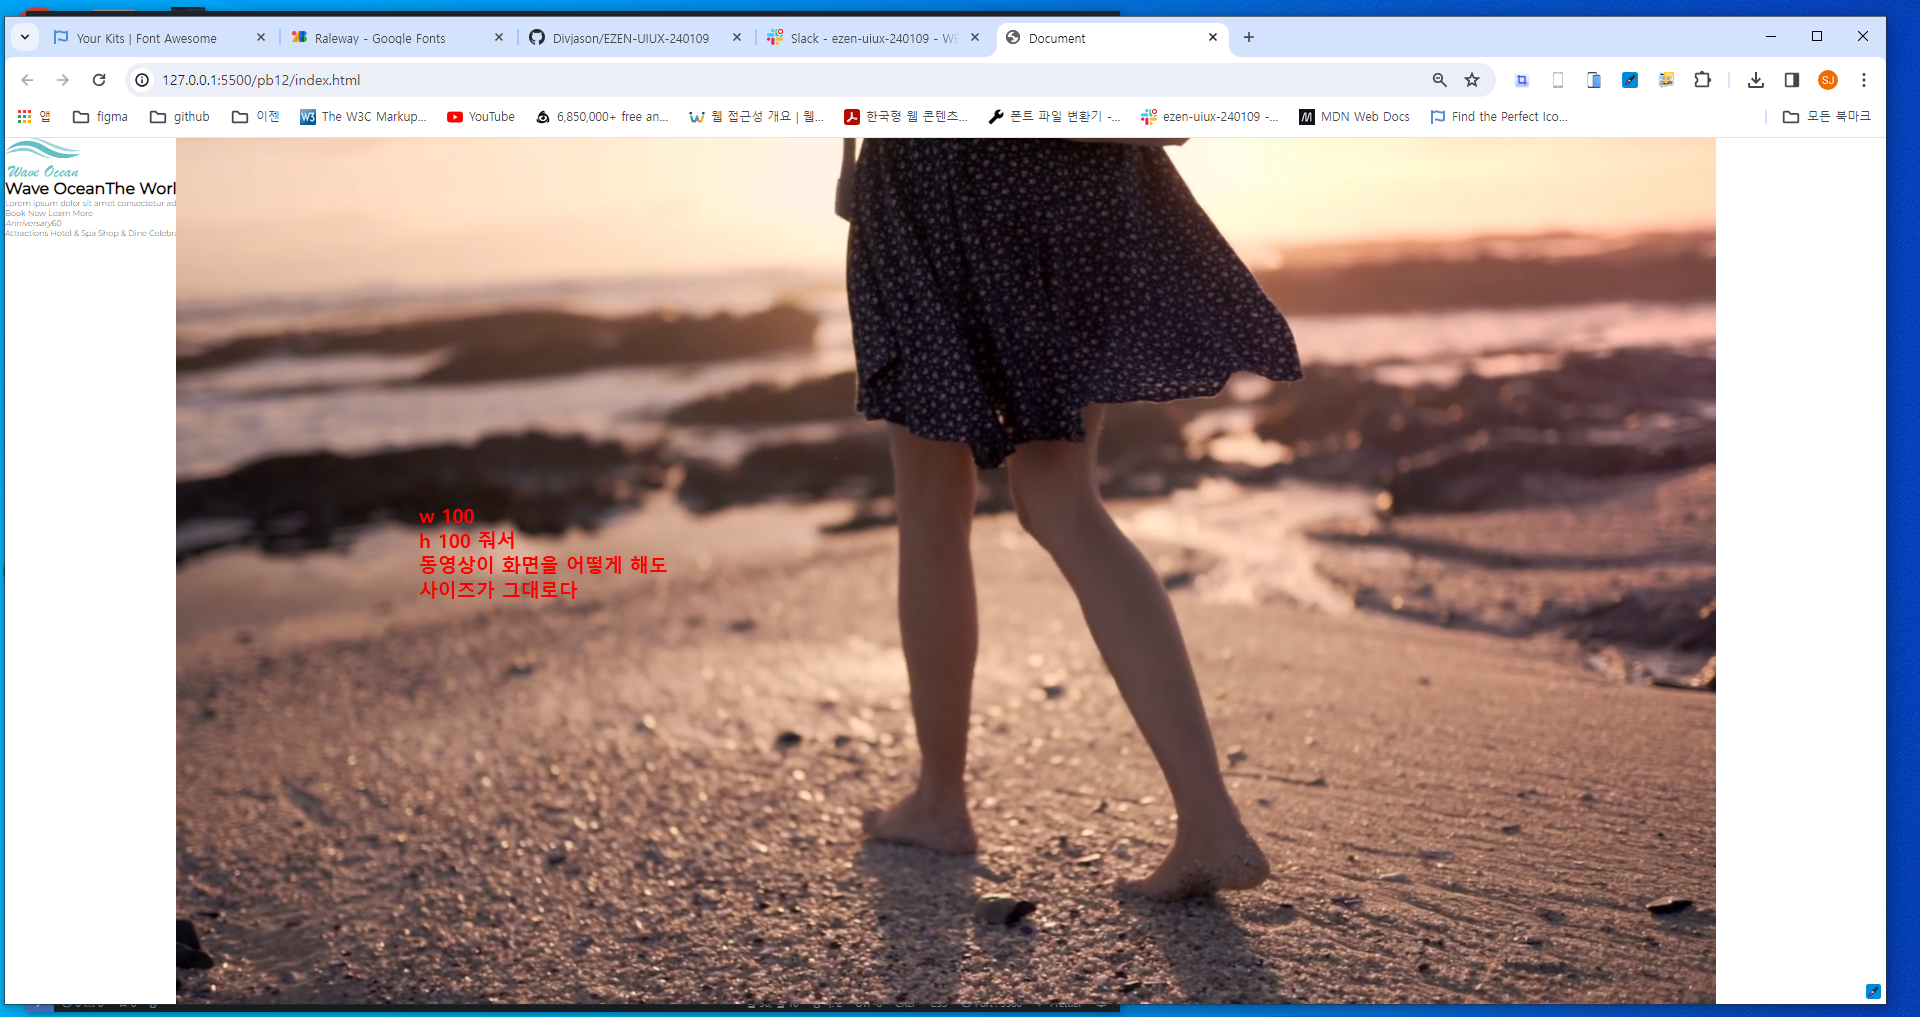 Your Kits | Font Awesome
Raleway - Google Fonts
Divjason/EZEN-UIUX-240109
Slack - ezen-uiux-240109 - W
Document
127.0.0.1:5500/pb12/index.html
SJ
앱
figma
github
이젠
The W3C Markup...
YouTube
6,850,000+ free an...
웹 접근성 개요 | 웹...
한국형 웹 콘텐츠...
폰트 파일 변환기 -...
ezen-uiux-240109 -...
MDN Web Docs
Find the Perfect Ico...
모든 북마크
Wave Ocean
Wave OceanThe Worl
Lorem ipsum dolor sit amet consectetur ad
Book Now Learn More
Anniversary60
Attractions Hotel & Spa Shop & Dine Celebra
w 100
h 100 줘서
동영상이 화면을 어떻게 해도
사이즈가 그대로다